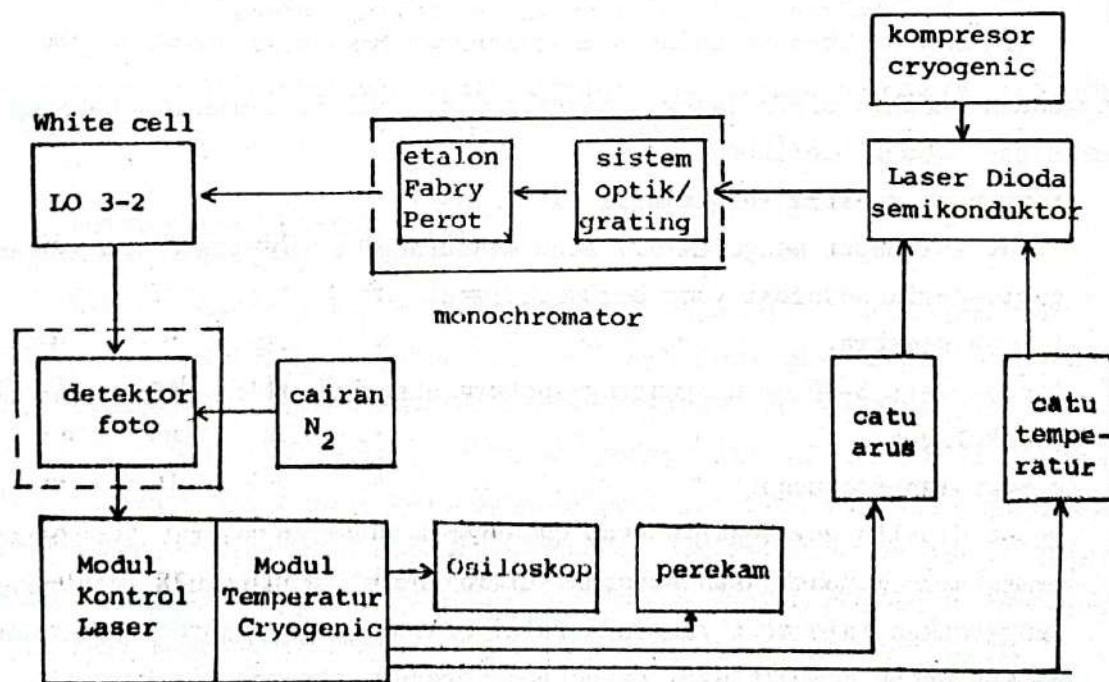 kompresor
cryogenic
White cell
LO 3-2
etalon
Fabry
Perot
sistem
optik/
grating
Laser Dioda
semikonduktor
monochromator
detektor
foto
cairan
N2
catu
arus
catu
tempe-
ratur
Modul
Kontrol
Laser
Modul
Temperatur
Cryogenic
Osiloskop
perekam